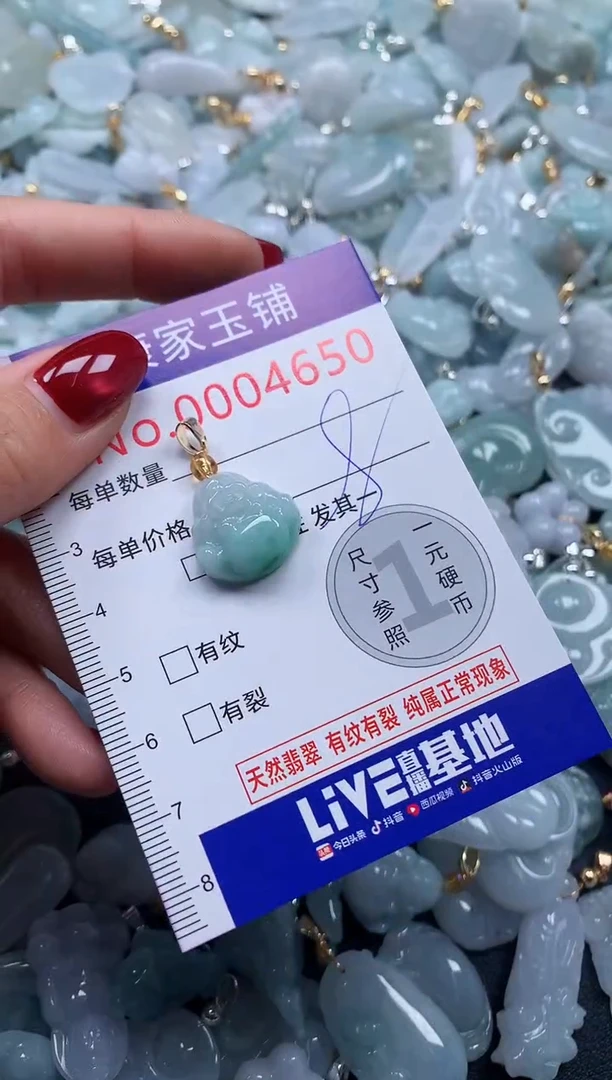 家玉铺
No.0004650
每单数量
每单价格
发其一
3
4
5
6
7
8
尺寸参照
1
一元硬币
有纹
有裂
天然翡翠 有纹有裂 纯属正常现象
LiVE直播基地
今日头条 抖音 西瓜视频 抖音火山版